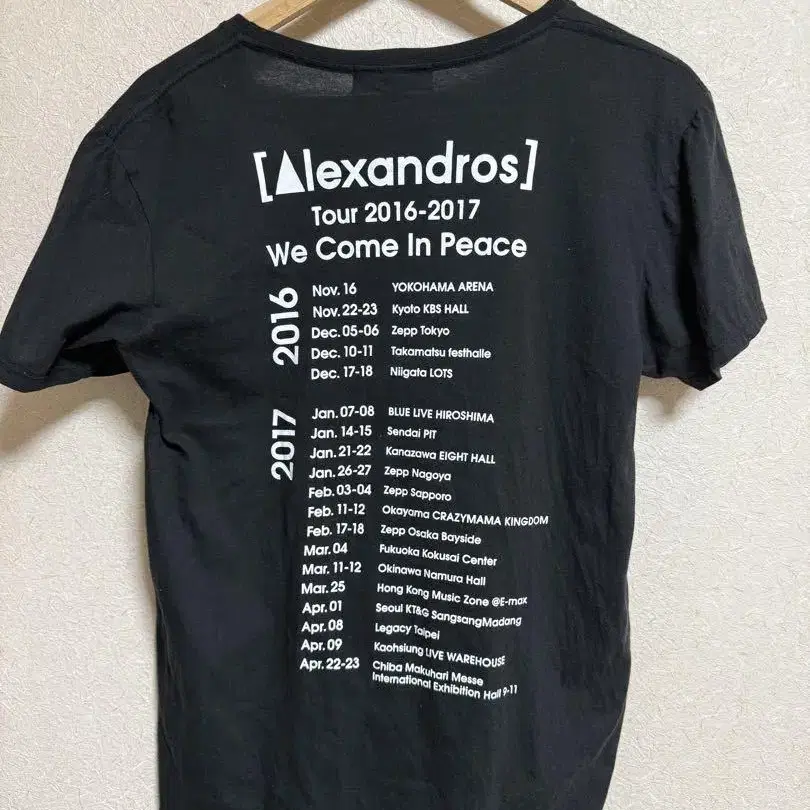 [Alexandros]
Tour 2016-2017
We Come In Peace
2016
Nov. 16 YOKOHAMA ARENA
Nov. 22-23 Kyoto KBS HALL
Dec. 05-06 Zepp Tokyo
Dec. 10-11 Takamatsu festhalle
Dec. 17-18 Niigata LOTS
2017
Jan. 07-08 BLUE LIVE HIROSHIMA
Jan. 14-15 Sendai PIT
Jan. 21-22 Kanazawa EIGHT HALL
Jan. 26-27 Zepp Nagoya
Feb. 03-04 Zepp Sapporo
Feb. 11-12 Okayama CRAZYMAMA KINGDOM
Feb. 17-18 Zepp Osaka Bayside
Mar. 04 Fukuoka Kokusai Center
Mar. 11-12 Okinawa Namura Hall
Mar. 25 Hong Kong Music Zone @E-max
Apr. 01 Seoul KT&G SangsangMadang
Apr. 08 Legacy Taipei
Apr. 09 Kaohsiung LIVE WAREHOUSE
Apr. 22-23 Chiba Makuhari Messe
International Exhibition Hall 9-11